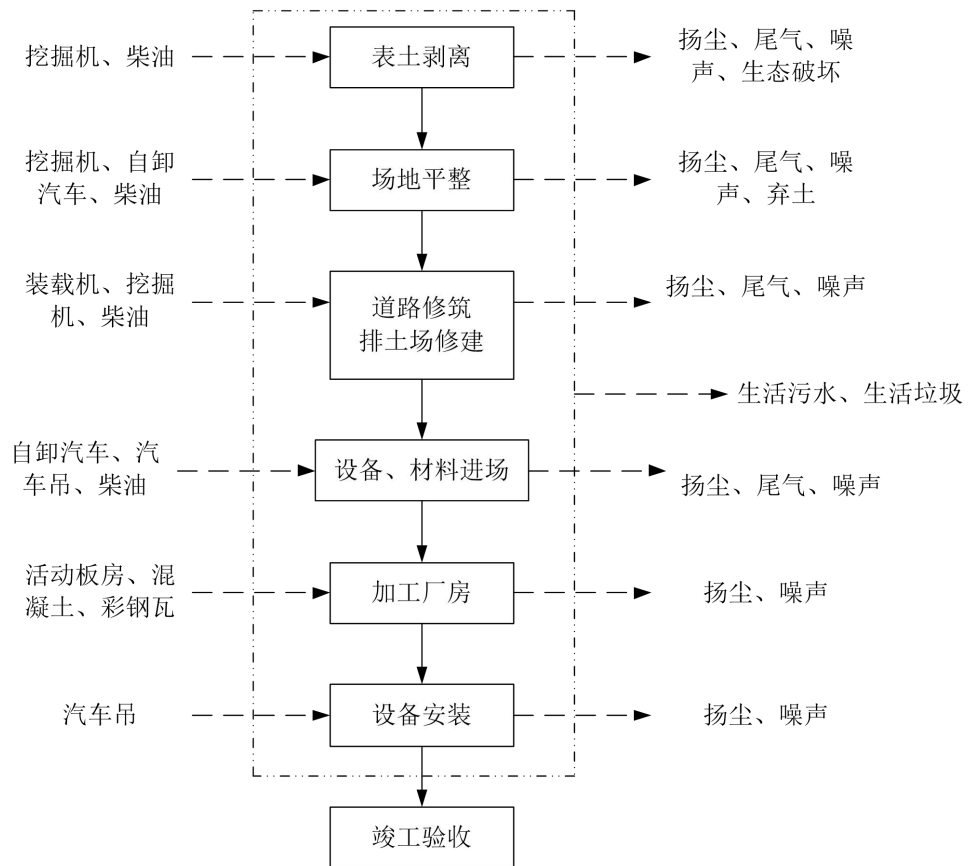 挖掘机、柴油
表土剥离
扬尘、尾气、噪
声、生态破坏
挖掘机、自卸
汽车、柴油
场地平整
扬尘、尾气、噪
声、弃土
装载机、挖掘
机、柴油
道路修筑
排土场修建
扬尘、尾气、噪声
生活污水、生活垃圾
自卸汽车、汽
车吊、柴油
设备、材料进场
扬尘、尾气、噪声
活动板房、混
凝土、彩钢瓦
加工厂房
扬尘、噪声
汽车吊
设备安装
扬尘、噪声
竣工验收